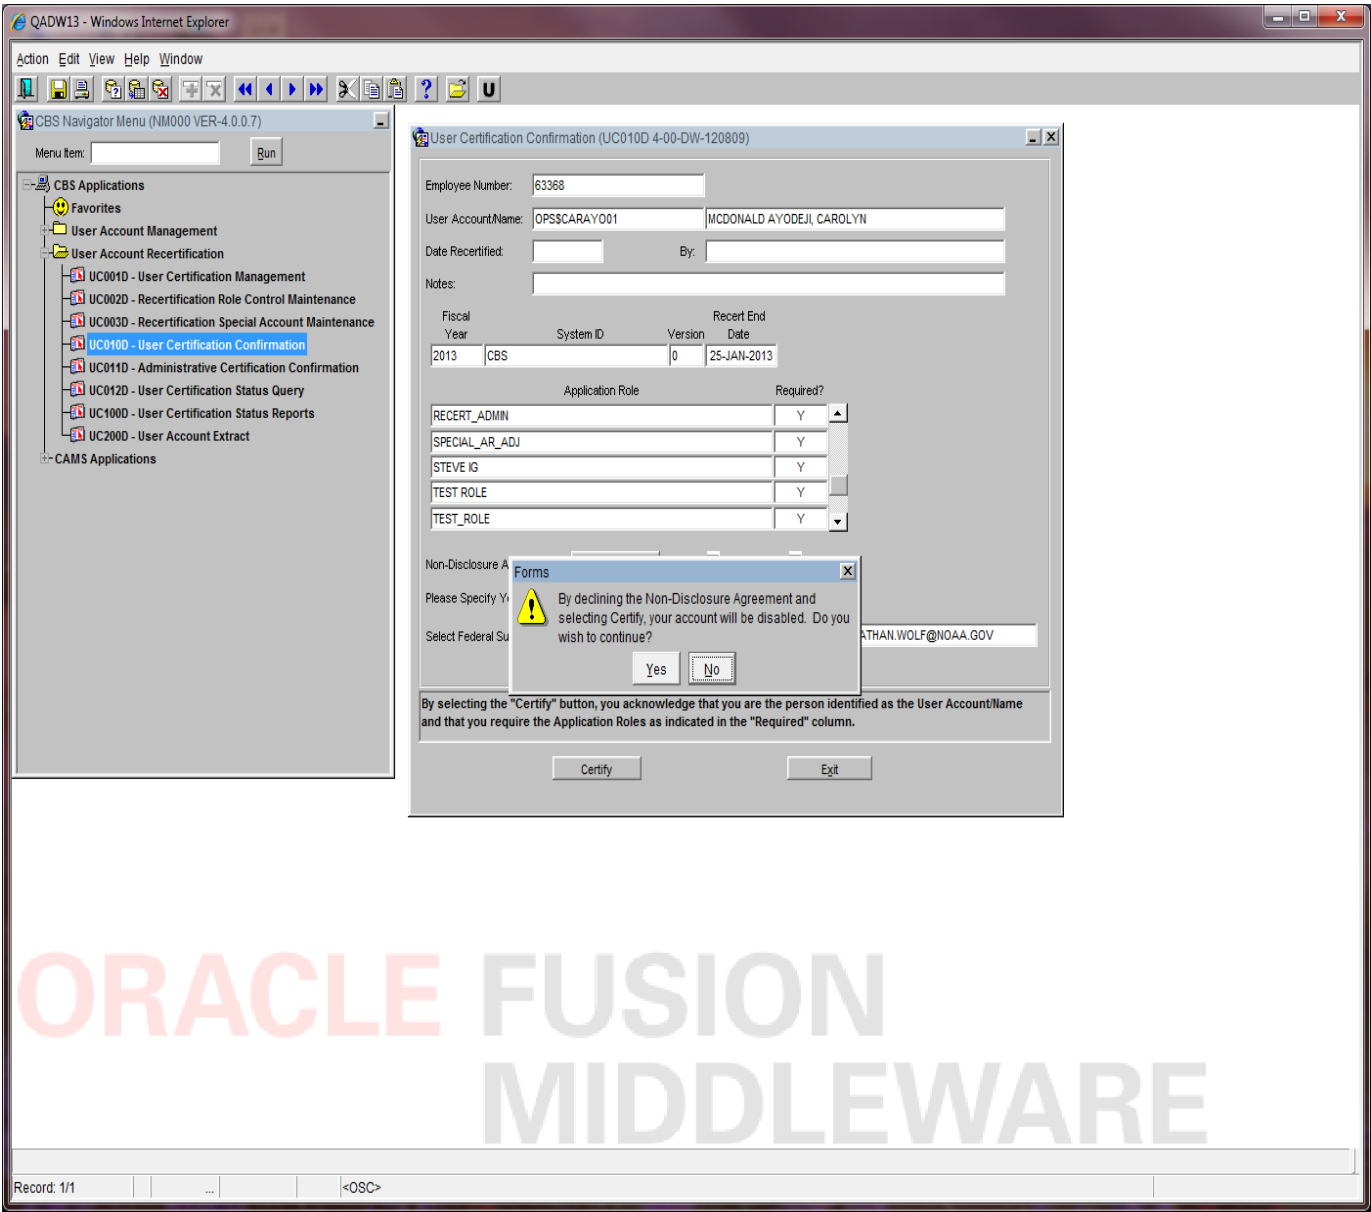 QADW13 - Windows Internet Explorer
Action Edit View Help Window
CBS Navigator Menu (NM000 VER-4.0.0.7)
Menu Item:
Run
CBS Applications
Favorites
User Account Management
User Account Recertification
UC001D - User Certification Management
UC002D - Recertification Role Control Maintenance
UC003D - Recertification Special Account Maintenance
UC010D - User Certification Confirmation
UC011D - Administrative Certification Confirmation
UC012D - User Certification Status Query
UC100D - User Certification Status Reports
UC200D - User Account Extract
CAMS Applications
User Certification Confirmation (UC010D 4-00-DW-120809)
Employee Number: 63368
User Account/Name: OPS$CARAYO01 MCDONALD AYODEJI, CAROLYN
Date Recertified: By:
Notes:
Fiscal Year System ID Version Recert End Date
2013 CBS 0 25-JAN-2013
Application Role Required?
RECERT_ADMIN Y
SPECIAL_AR_ADJ Y
STEVE IG Y
TEST ROLE Y
TEST_ROLE Y
Non-Disclosure A
Please Specify Y
Select Federal Su
ATHAN.WOLF@NOAA.GOV
Forms
By declining the Non-Disclosure Agreement and
selecting Certify, your account will be disabled. Do you
wish to continue?
Yes No
By selecting the "Certify" button, you acknowledge that you are the person identified as the User Account/Name
and that you require the Application Roles as indicated in the "Required" column.
Certify Exit
ORACLE FUSION
MIDDLEWARE
Record: 1/1 ... <OSC>